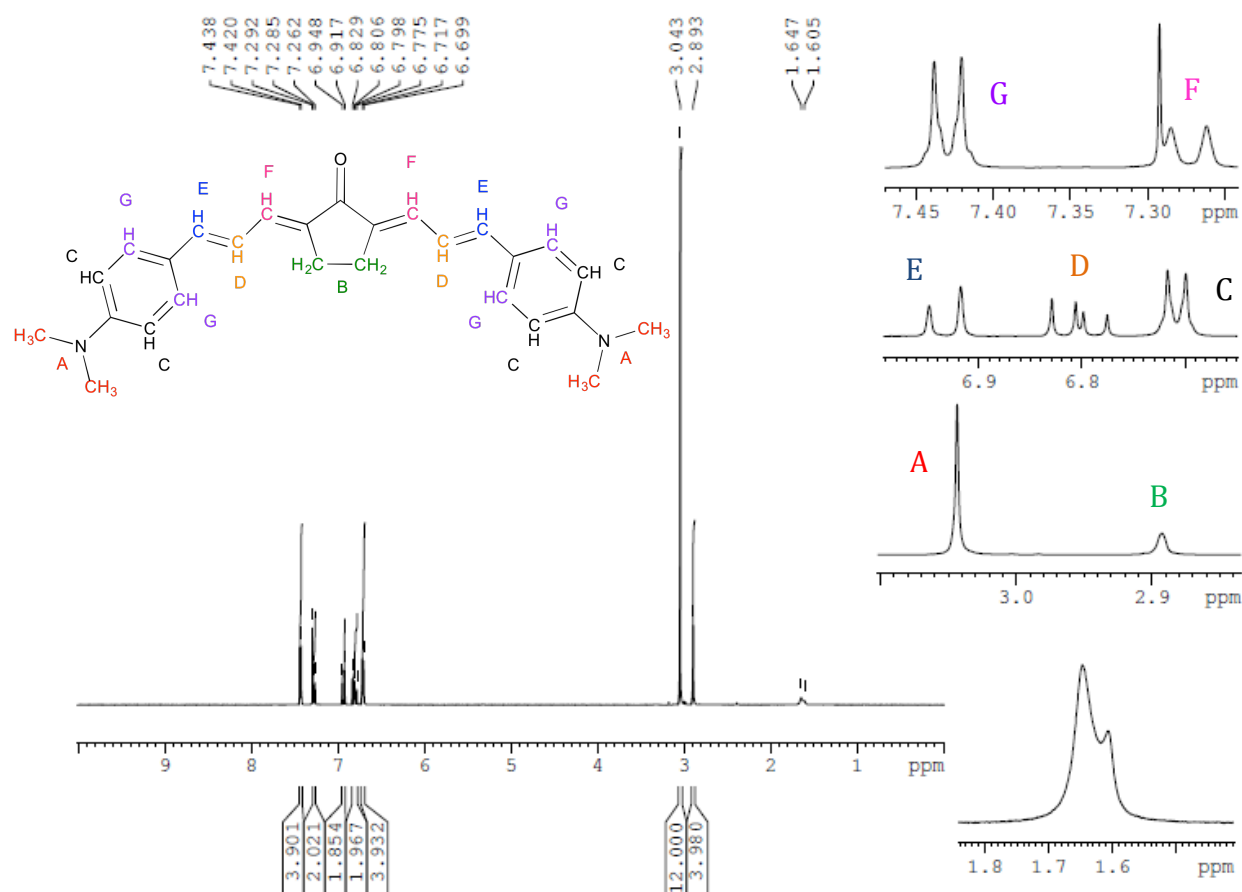 7.438
7.420
7.292
7.285
7.262
6.948
6.917
6.829
6.806
6.798
6.775
6.717
6.699
3.043
2.893
1.647
1.605
G
F
7.45 7.40 7.35 7.30 ppm
E
D
C
6.9 6.8 ppm
A
B
3.0 2.9 ppm
1.8 1.7 1.6 ppm
O
F
F
E
H
H
E
G
H
C
C
H
G
H
C
C
H
C
H
C
C
H
C
H
C
HC
C
H
D
H₂C
CH₂
B
C
H
D
CH
C
CH
G
HC
G
HC
C
H
C
C
H
C
H₃C
N
A
CH₃
N
CH₃
A
H₃C
9 8 7 6 5 4 3 2 1 ppm
3.901
2.021
1.854
1.967
3.932
12.000
3.980